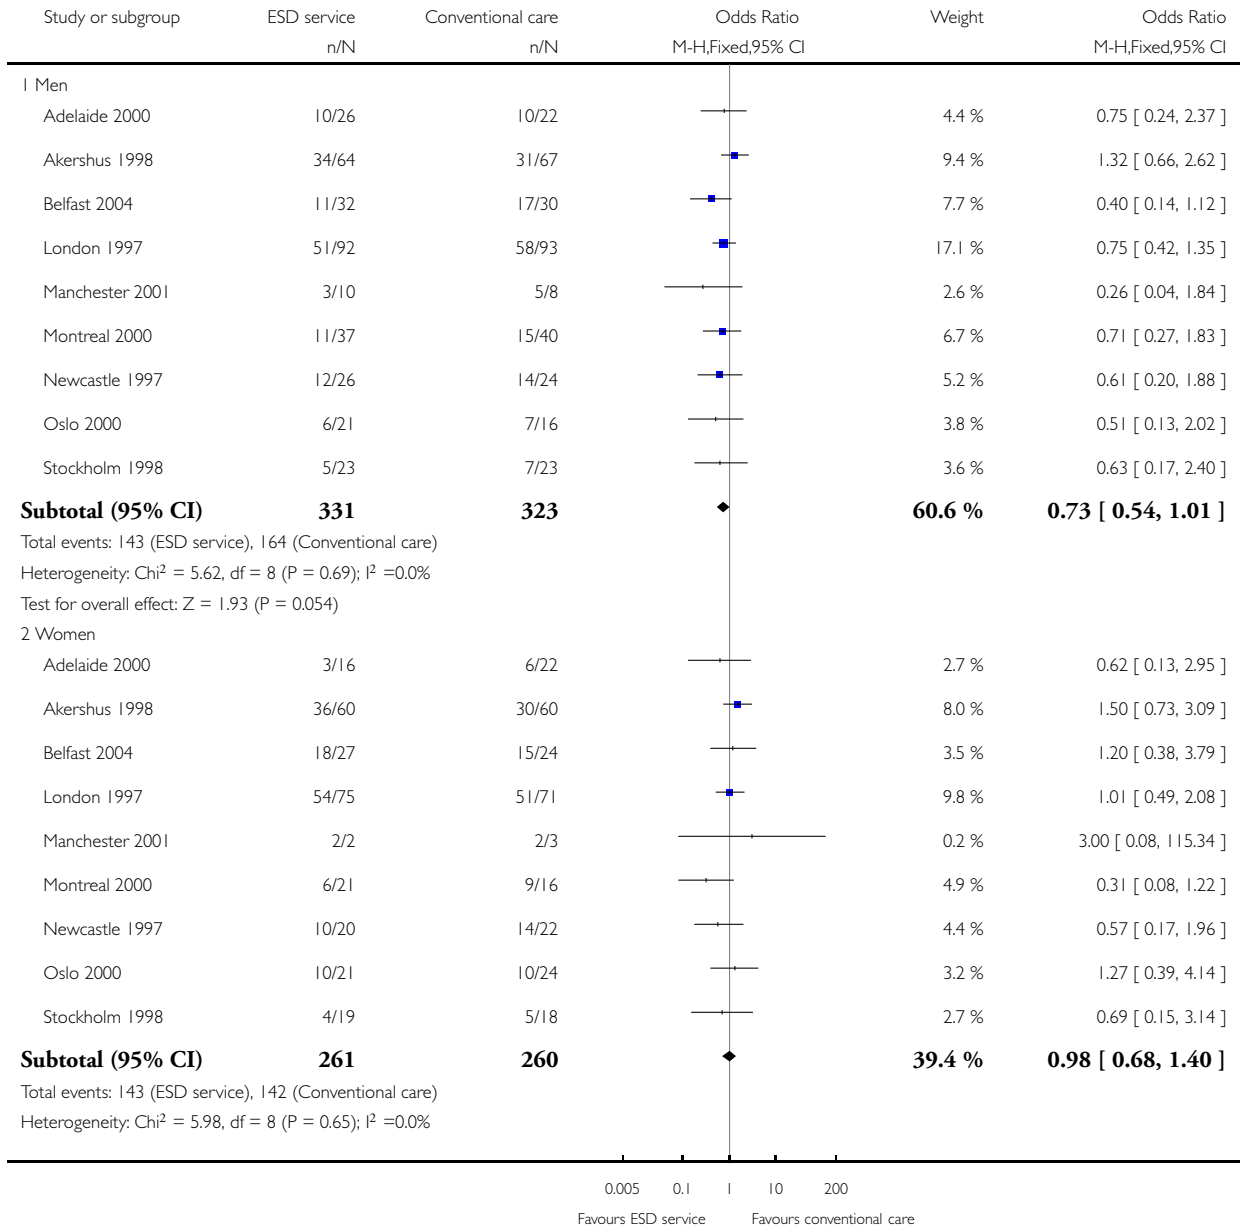 Study or subgroup ESD service Conventional care Odds Ratio Weight Odds Ratio
n/N n/N M-H,Fixed,95% CI M-H,Fixed,95% CI
1 Men
Adelaide 2000 10/26 10/22 4.4 % 0.75 [ 0.24, 2.37 ]
Akershus 1998 34/64 31/67 9.4 % 1.32 [ 0.66, 2.62 ]
Belfast 2004 11/32 17/30 7.7 % 0.40 [ 0.14, 1.12 ]
London 1997 51/92 58/93 17.1 % 0.75 [ 0.42, 1.35 ]
Manchester 2001 3/10 5/8 2.6 % 0.26 [ 0.04, 1.84 ]
Montreal 2000 11/37 15/40 6.7 % 0.71 [ 0.27, 1.83 ]
Newcastle 1997 12/26 14/24 5.2 % 0.61 [ 0.20, 1.88 ]
Oslo 2000 6/21 7/16 3.8 % 0.51 [ 0.13, 2.02 ]
Stockholm 1998 5/23 7/23 3.6 % 0.63 [ 0.17, 2.40 ]
Subtotal (95% CI) 331 323 60.6 % 0.73 [ 0.54, 1.01 ]
Total events: 143 (ESD service), 164 (Conventional care)
Heterogeneity: Chi² = 5.62, df = 8 (P = 0.69); I² =0.0%
Test for overall effect: Z = 1.93 (P = 0.054)
2 Women
Adelaide 2000 3/16 6/22 2.7 % 0.62 [ 0.13, 2.95 ]
Akershus 1998 36/60 30/60 8.0 % 1.50 [ 0.73, 3.09 ]
Belfast 2004 18/27 15/24 3.5 % 1.20 [ 0.38, 3.79 ]
London 1997 54/75 51/71 9.8 % 1.01 [ 0.49, 2.08 ]
Manchester 2001 2/2 2/3 0.2 % 3.00 [ 0.08, 115.34 ]
Montreal 2000 6/21 9/16 4.9 % 0.31 [ 0.08, 1.22 ]
Newcastle 1997 10/20 14/22 4.4 % 0.57 [ 0.17, 1.96 ]
Oslo 2000 10/21 10/24 3.2 % 1.27 [ 0.39, 4.14 ]
Stockholm 1998 4/19 5/18 2.7 % 0.69 [ 0.15, 3.14 ]
Subtotal (95% CI) 261 260 39.4 % 0.98 [ 0.68, 1.40 ]
Total events: 143 (ESD service), 142 (Conventional care)
Heterogeneity: Chi² = 5.98, df = 8 (P = 0.65); I² =0.0%
0.005 0.1 1 10 200
Favours ESD service Favours conventional care